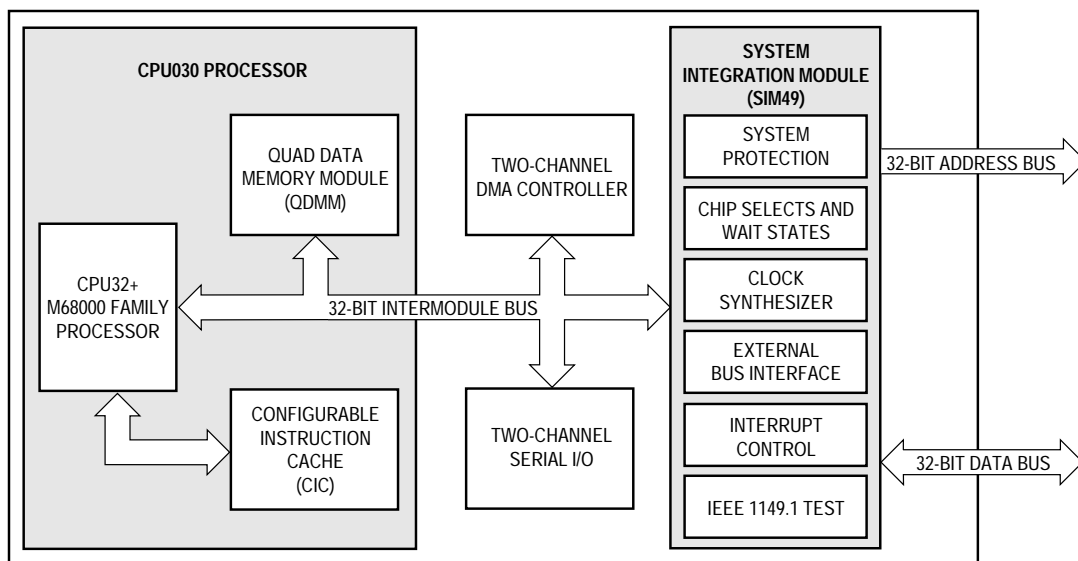 CPU030 PROCESSOR
QUAD DATA
MEMORY MODULE
(QDMM)
CPU32+
M68000 FAMILY
PROCESSOR
CONFIGURABLE
INSTRUCTION
CACHE
(CIC)
32-BIT INTERMODULE BUS
TWO-CHANNEL
DMA CONTROLLER
TWO-CHANNEL
SERIAL I/O
SYSTEM
INTEGRATION MODULE
(SIM49)
SYSTEM
PROTECTION
CHIP SELECTS AND
WAIT STATES
CLOCK
SYNTHESIZER
EXTERNAL
BUS INTERFACE
INTERRUPT
CONTROL
IEEE 1149.1 TEST
32-BIT ADDRESS BUS
32-BIT DATA BUS